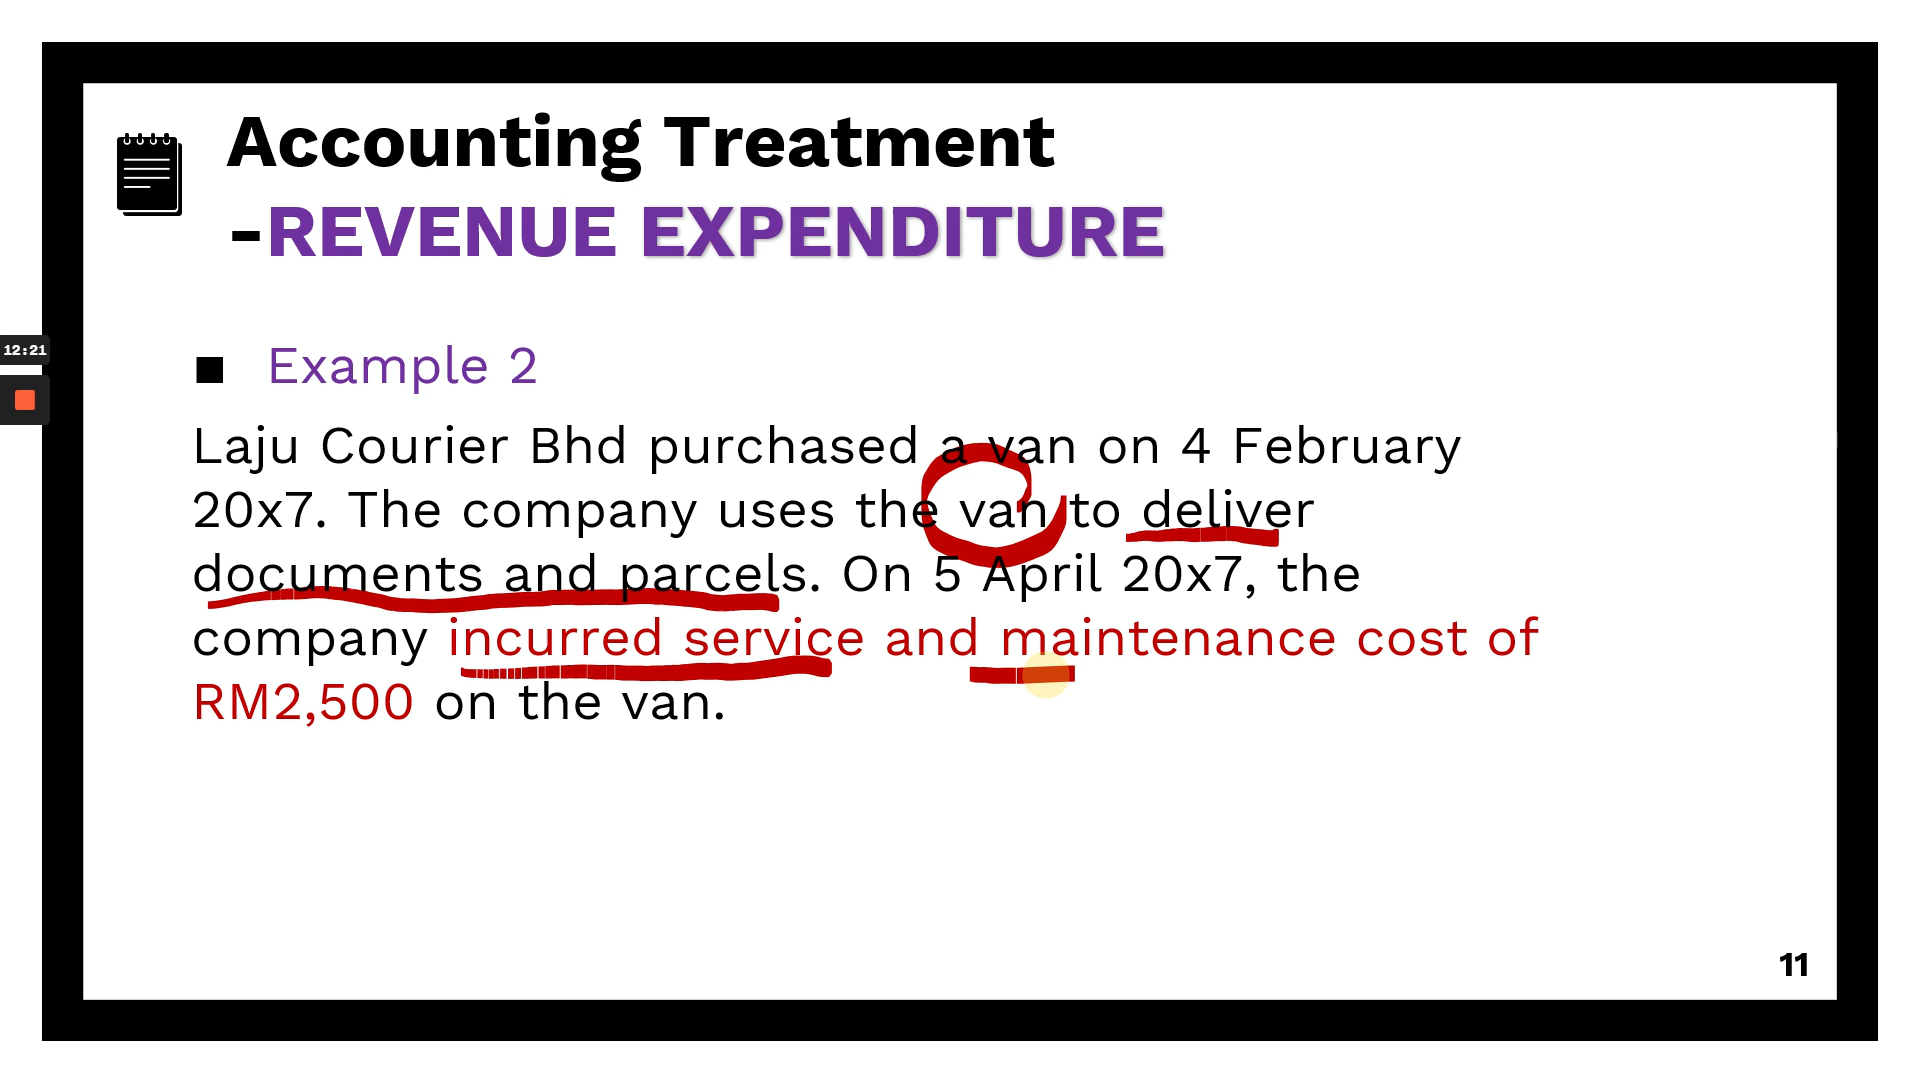 Accounting Treatment
-REVENUE EXPENDITURE
12:21
■ Example 2
Laju Courier Bhd purchased a van on 4 February
20x7. The company uses the van to deliver
documents and parcels. On 5 April 20x7, the
company incurred service and maintenance cost of
RM2,500 on the van.
11